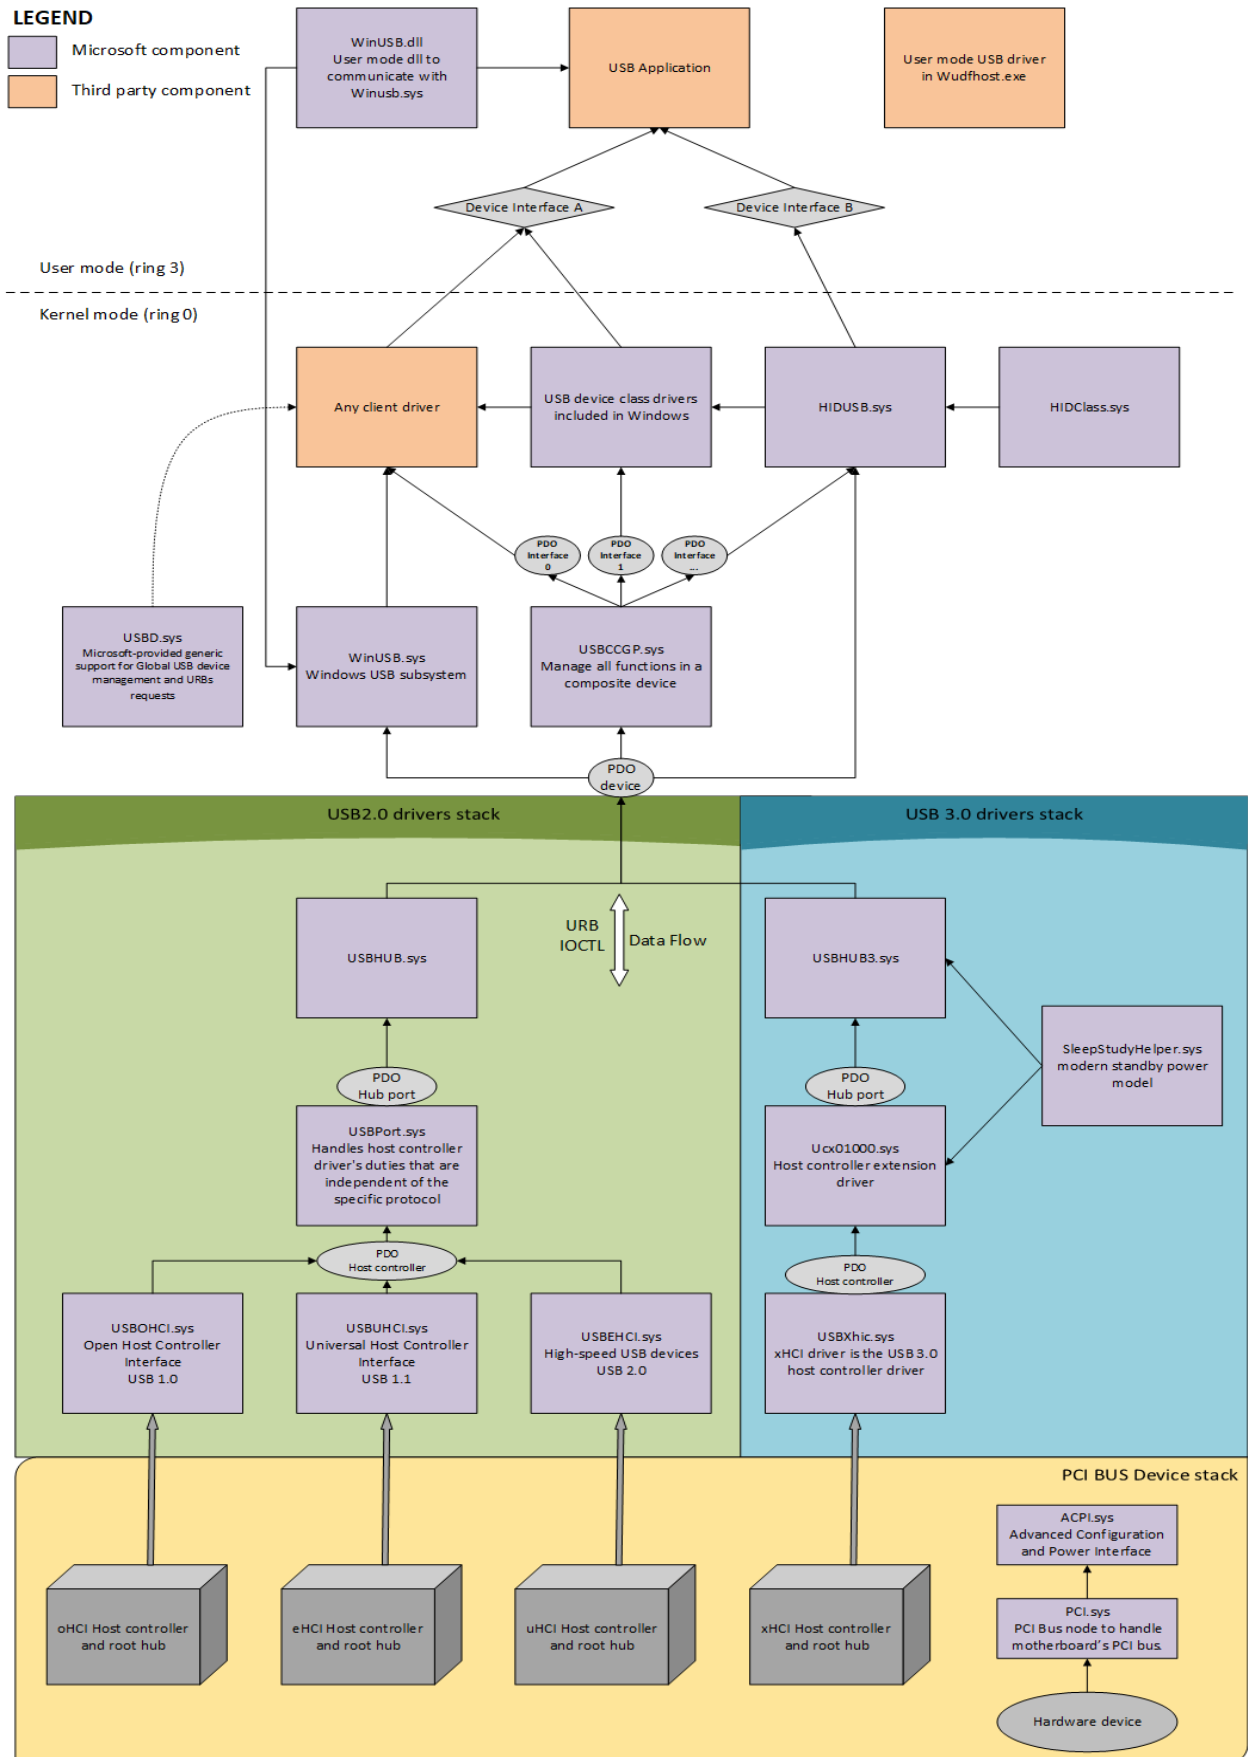 LEGEND
Microsoft component
Third party component
WinUSB.dll
User mode dll to
communicate with
Winusb.sys
USB Application
User mode USB driver
in Wudfhost.exe
Device Interface A
Device Interface B
User mode (ring 3)
Kernel mode (ring 0)
Any client driver
USB device class drivers
included in Windows
HIDUSB.sys
HIDClass.sys
PDO
Interface
0
PDO
Interface
1
PDO
Interface
...
USBD.sys
Microsoft-provided generic
support for Global USB device
management and URBs
requests
WinUSB.sys
Windows USB subsystem
USBCCGP.sys
Manage all functions in a
composite device
PDO
device
USB2.0 drivers stack
USB 3.0 drivers stack
URB
IOCTL
Data Flow
USBHUB.sys
USBHUB3.sys
SleepStudyHelper.sys
modern standby power
model
PDO
Hub port
PDO
Hub port
USBPort.sys
Handles host controller
driver's duties that are
independent of the
specific protocol
Ucx01000.sys
Host controller extension
driver
PDO
Host controller
PDO
Host controller
USBOHCI.sys
Open Host Controller
Interface
USB 1.0
USBUHCI.sys
Universal Host Controller
Interface
USB 1.1
USBEHCI.sys
High-speed USB devices
USB 2.0
USBXhic.sys
xHCI driver is the USB 3.0
host controller driver
PCI BUS Device stack
ACPI.sys
Advanced Configuration
and Power Interface
PCI.sys
PCI Bus node to handle
motherboard's PCI bus.
Hardware device
oHCI Host controller
and root hub
eHCI Host controller
and root hub
uHCI Host controller
and root hub
xHCI Host controller
and root hub